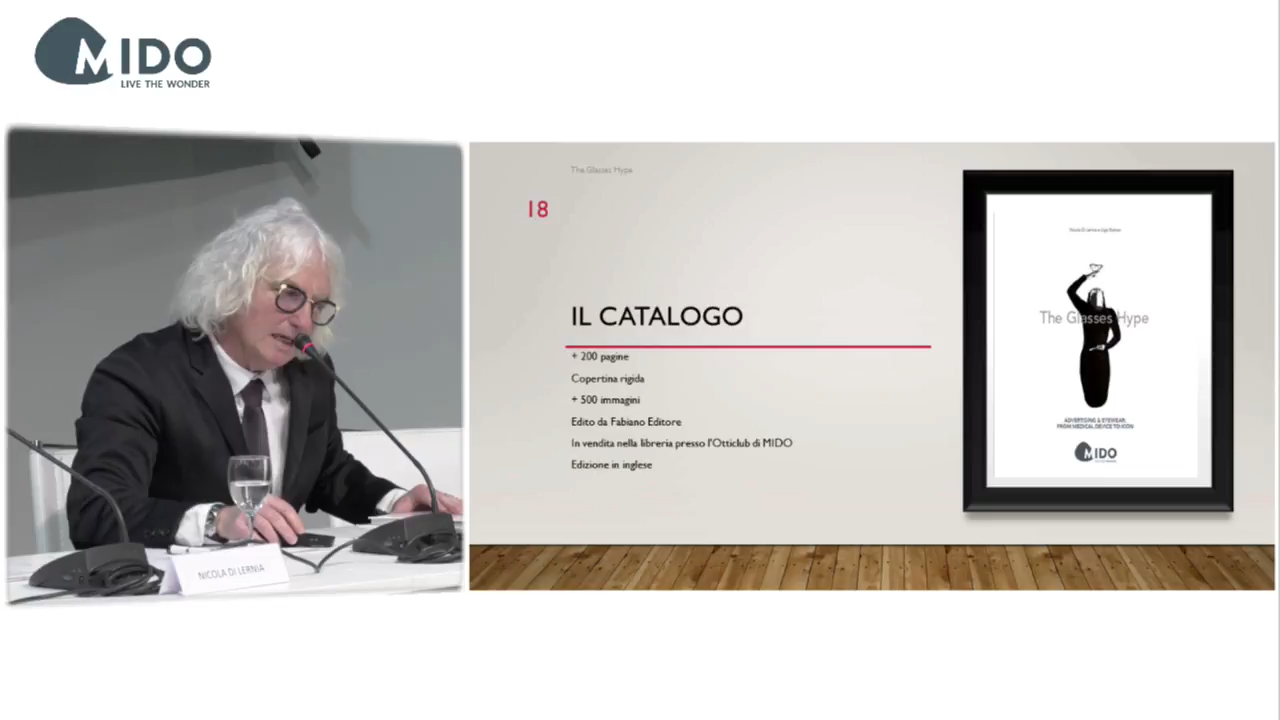 MIDO
LIVE THE WONDER
NICOLA DI LERNIA
The Glasses Hype
18
IL CATALOGO
+ 200 pagine
Copertina rigida
+ 500 immagini
Edito da Fabiano Editore
In vendita nella libreria presso l'Otticlub di MIDO
Edizione in inglese
The Glasses Hype
ADVERTISING & EYEWEAR:
FROM MEDICAL DEVICE TO ICON
MIDO